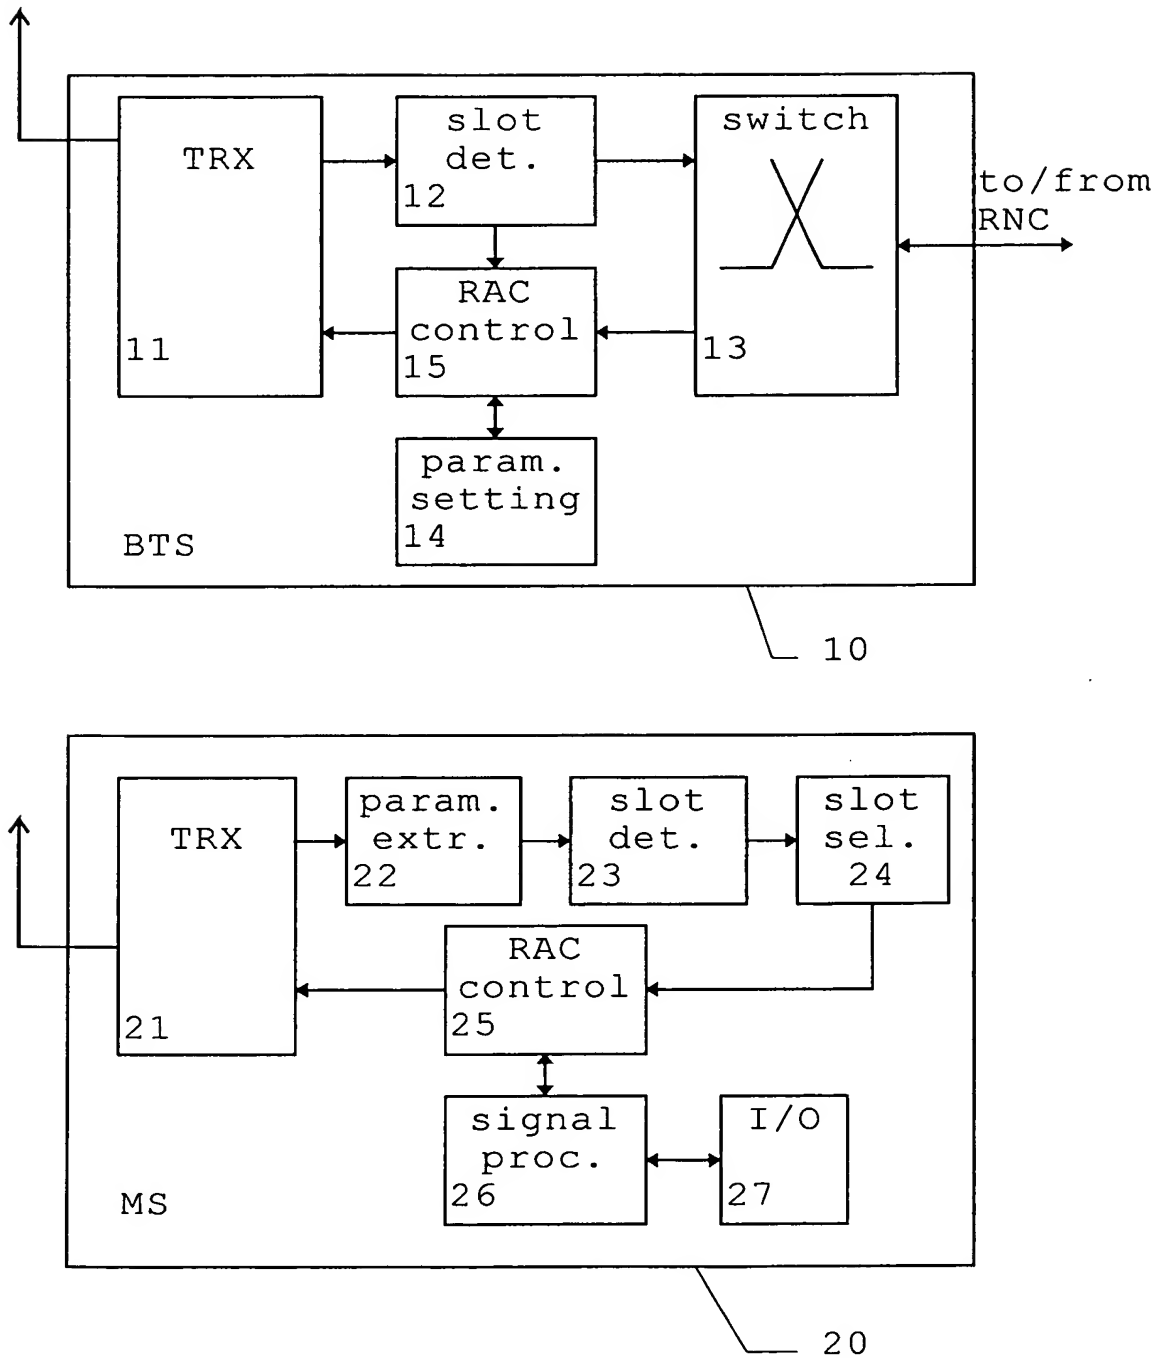 TRX
11
slot
det.
12
switch
13
to/from
RNC
RAC
control
15
param.
setting
14
BTS
10
TRX
21
param.
extr.
22
slot
det.
23
slot
sel.
24
RAC
control
25
signal
proc.
26
I/O
27
MS
20